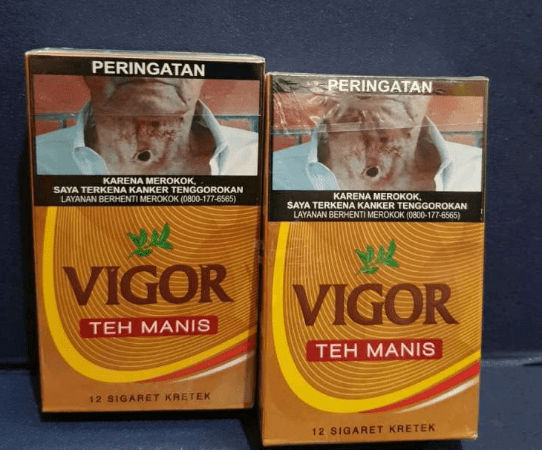 PERINGATAN
KARENA MEROKOK,
SAYA TERKENA KANKER TENGGOROKAN
LAYANAN BERHENTI MEROKOK (0800-177-6565)
VIGOR
TEH MANIS
12 SIGARET KRETEK
PERINGATAN
KARENA MEROKOK,
SAYA TERKENA KANKER TENGGOROKAN
LAYANAN BERHENTI MEROKOK (0800-177-6565)
VIGOR
TEH MANIS
12 SIGARET KRETEK